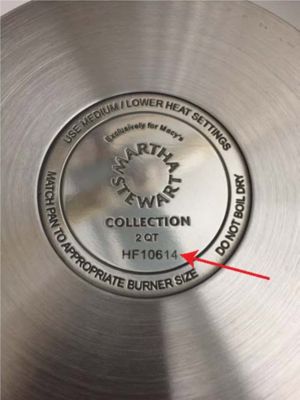 USE MEDIUM / LOWER HEAT SETTINGS
DO NOT BOIL DRY
MATCH PAN TO APPROPRIATE BURNER SIZE
Exclusively for Macy's
MARTHA
STEWART
COLLECTION
2 QT
HF10614